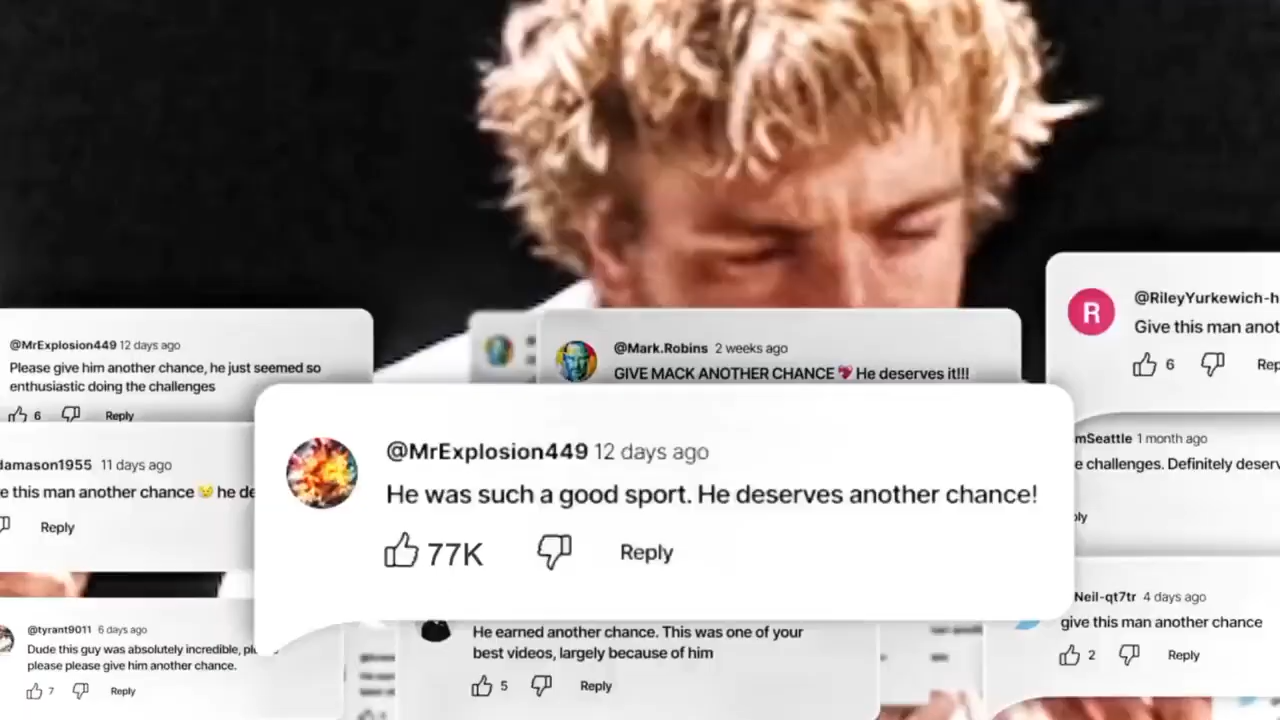 @MrExplosion449 12 days ago
Please give him another chance, he just seemed so
enthusiastic doing the challenges
6 Reply
@Mark.Robins 2 weeks ago
GIVE MACK ANOTHER CHANCE 💖 He deserves it!!!
R
@RileyYurkewich-h
Give this man anot
6 Rep
damason1955 11 days ago
e this man another chance 😉 he de
Reply
@MrExplosion449 12 days ago
He was such a good sport. He deserves another chance!
77K Reply
mSeattle 1 month ago
e challenges. Definitely deserv
ply
@tyrant9011 6 days ago
Dude this guy was absolutely incredible, pl
please please give him another chance.
7 Reply
He earned another chance. This was one of your
best videos, largely because of him
5 Reply
Neil-qt7tr 4 days ago
give this man another chance
2 Reply